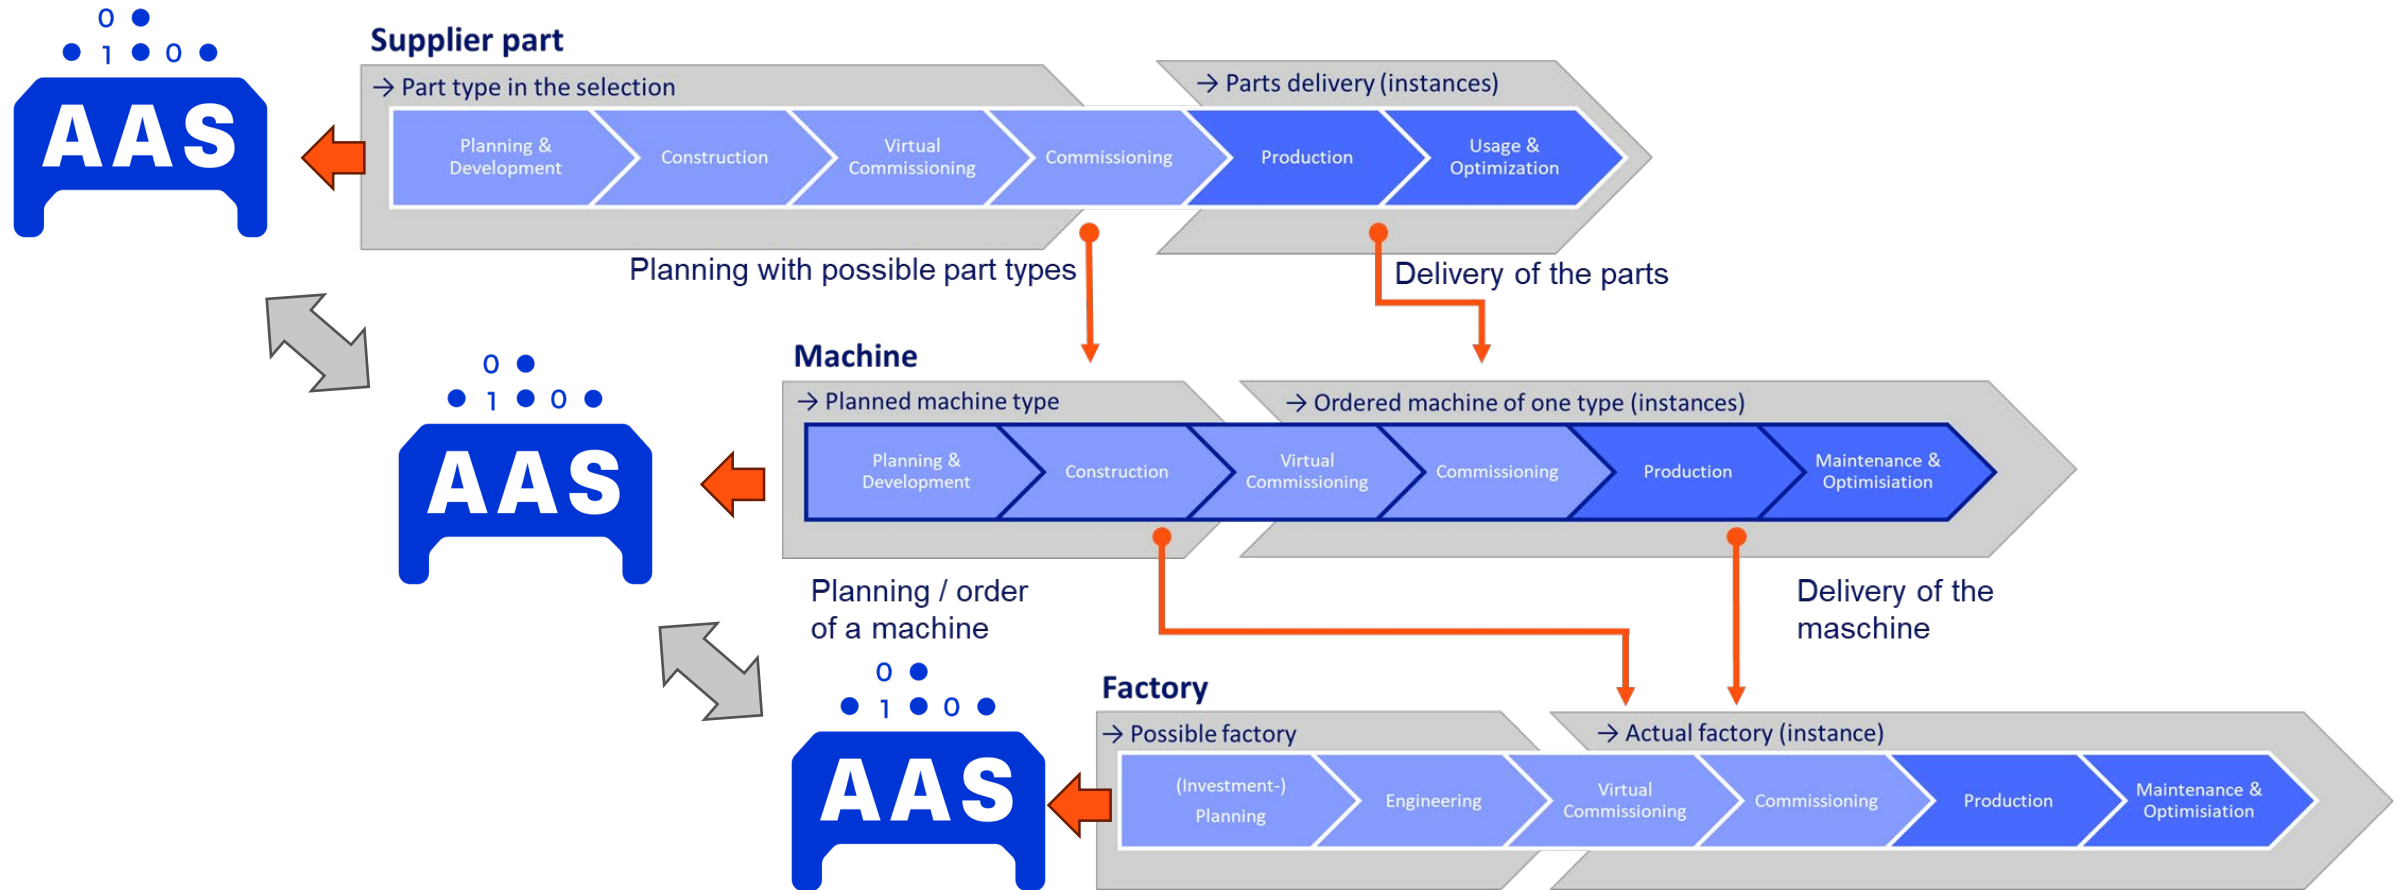 0
1 0
AAS
Supplier part
→ Part type in the selection
→ Parts delivery (instances)
Planning &
Development
Construction
Virtual
Commissioning
Commissioning
Production
Usage &
Optimization
Planning with possible part types
Delivery of the parts
0
1 0
AAS
Machine
→ Planned machine type
→ Ordered machine of one type (instances)
Planning &
Development
Construction
Virtual
Commissioning
Commissioning
Production
Maintenance &
Optimisiation
Planning / order
of a machine
Delivery of the
maschine
0
1 0
AAS
Factory
→ Possible factory
→ Actual factory (instance)
(Investment-)
Planning
Engineering
Virtual
Commissioning
Commissioning
Production
Maintenance &
Optimisiation